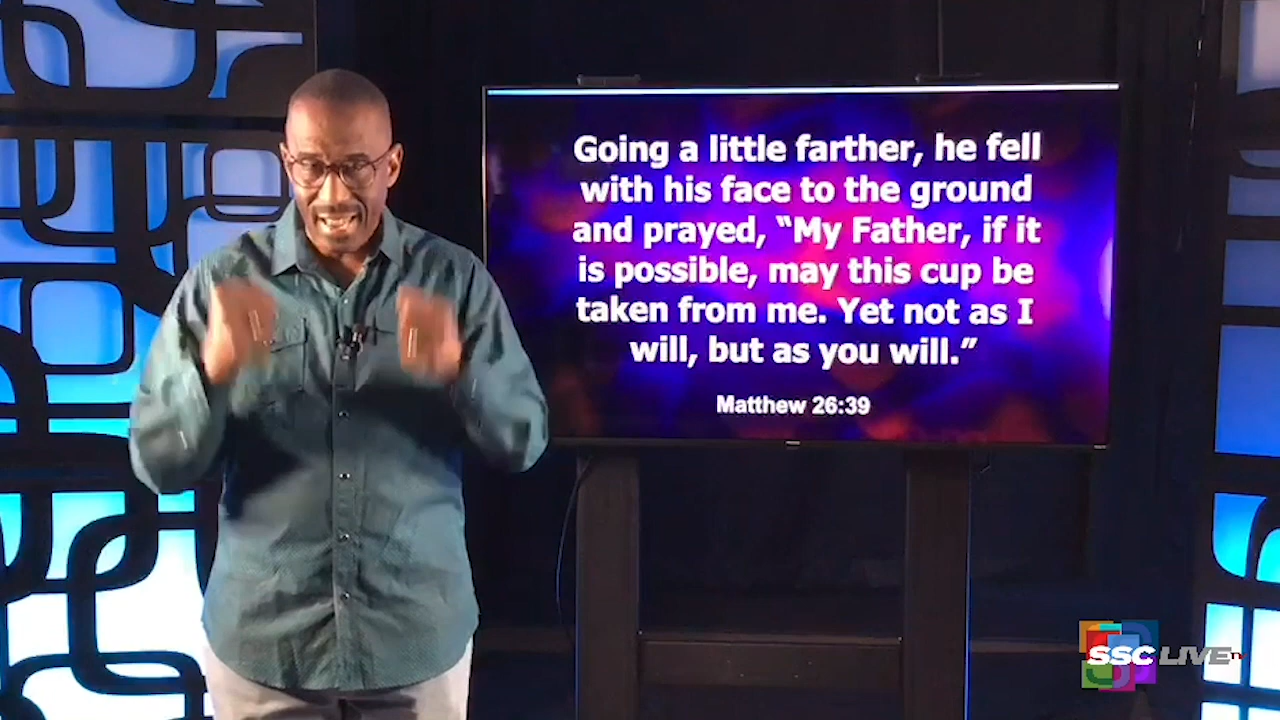 Going a little farther, he fell
with his face to the ground
and prayed, “My Father, if it
is possible, may this cup be
taken from me. Yet not as I
will, but as you will.”
Matthew 26:39
SSC LIVE TV